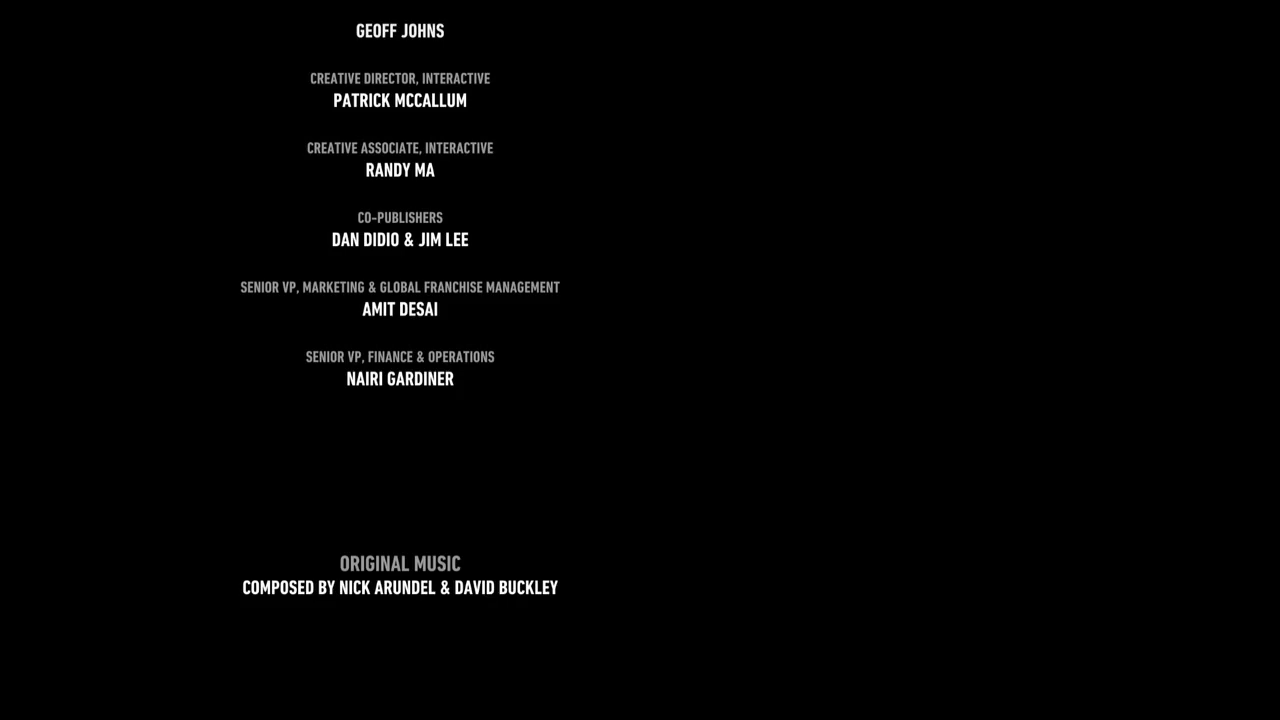 GEOFF JOHNS
CREATIVE DIRECTOR, INTERACTIVE
PATRICK MCCALLUM
CREATIVE ASSOCIATE, INTERACTIVE
RANDY MA
CO-PUBLISHERS
DAN DIDIO & JIM LEE
SENIOR VP, MARKETING & GLOBAL FRANCHISE MANAGEMENT
AMIT DESAI
SENIOR VP, FINANCE & OPERATIONS
NAIRI GARDINER
ORIGINAL MUSIC
COMPOSED BY NICK ARUNDEL & DAVID BUCKLEY